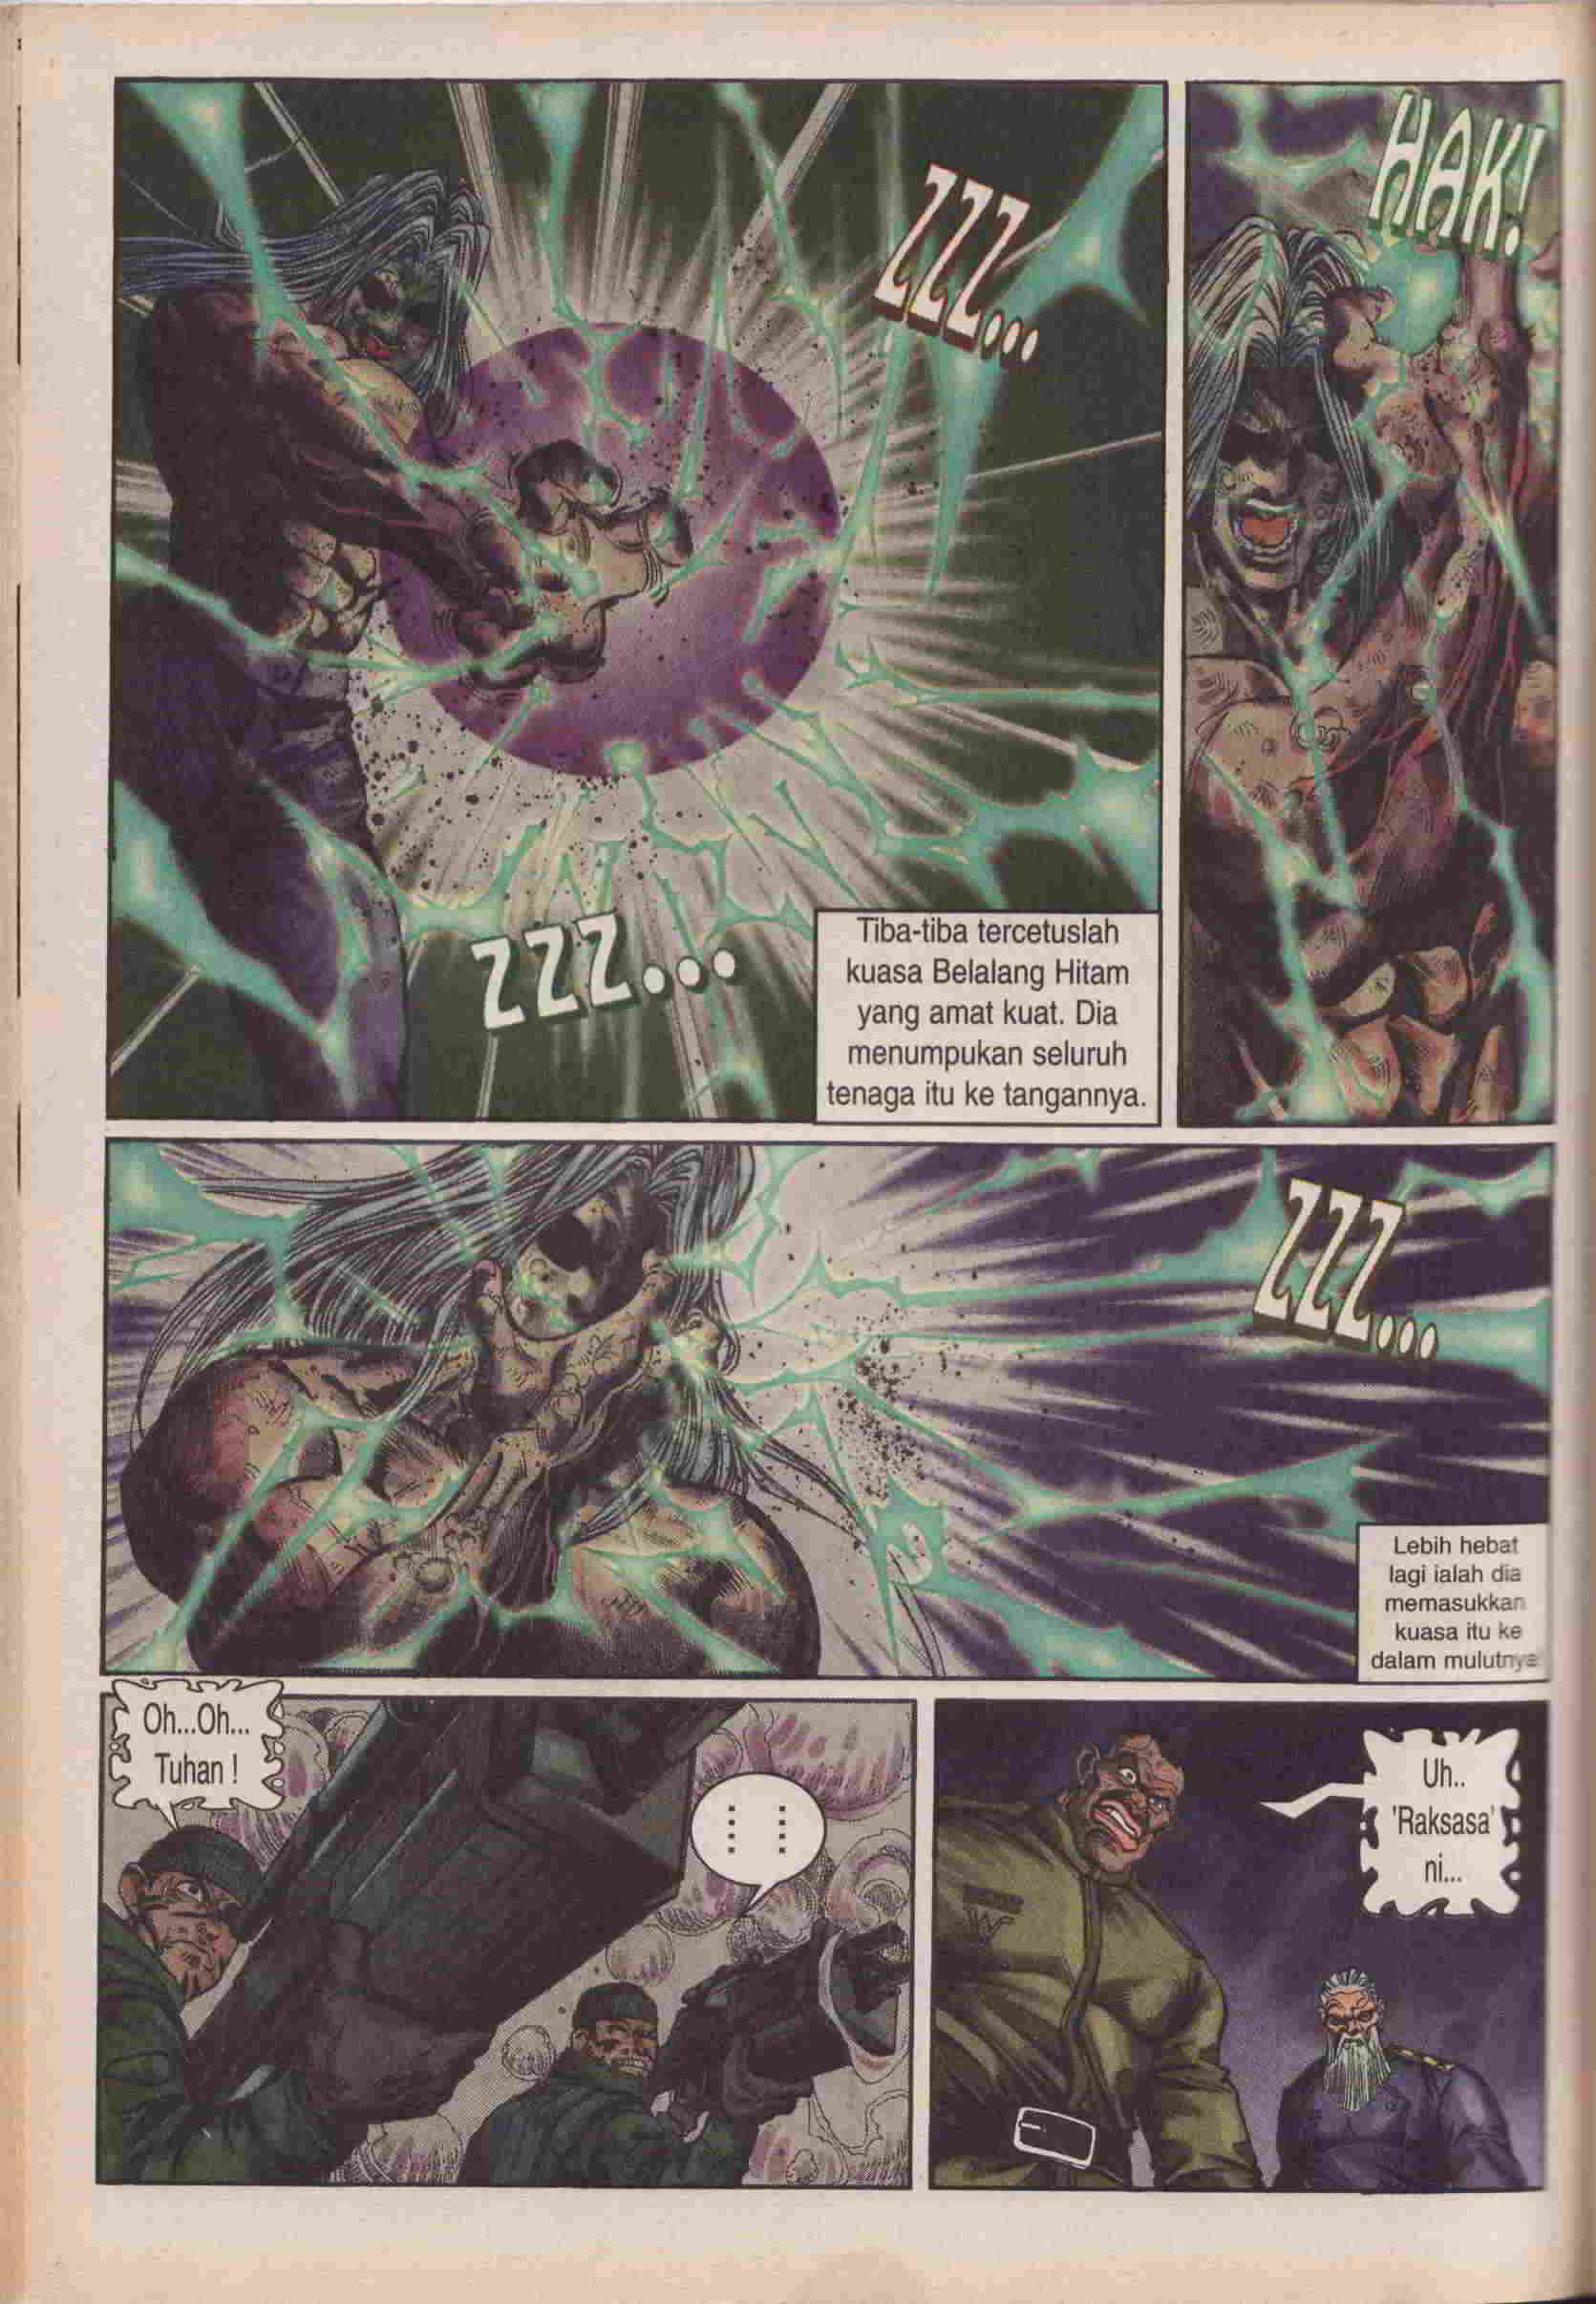 ZZZ...
HAK!
ZZZ...
Tiba-tiba tercetuslah
kuasa Belalang Hitam
yang amat kuat. Dia
menumpukan seluruh
tenaga itu ke tangannya.
ZZZ...
Lebih hebat
lagi ialah dia
memasukkan
kuasa itu ke
dalam mulutnya
Oh...Oh...
Tuhan !
Uh..
'Raksasa'
ni...